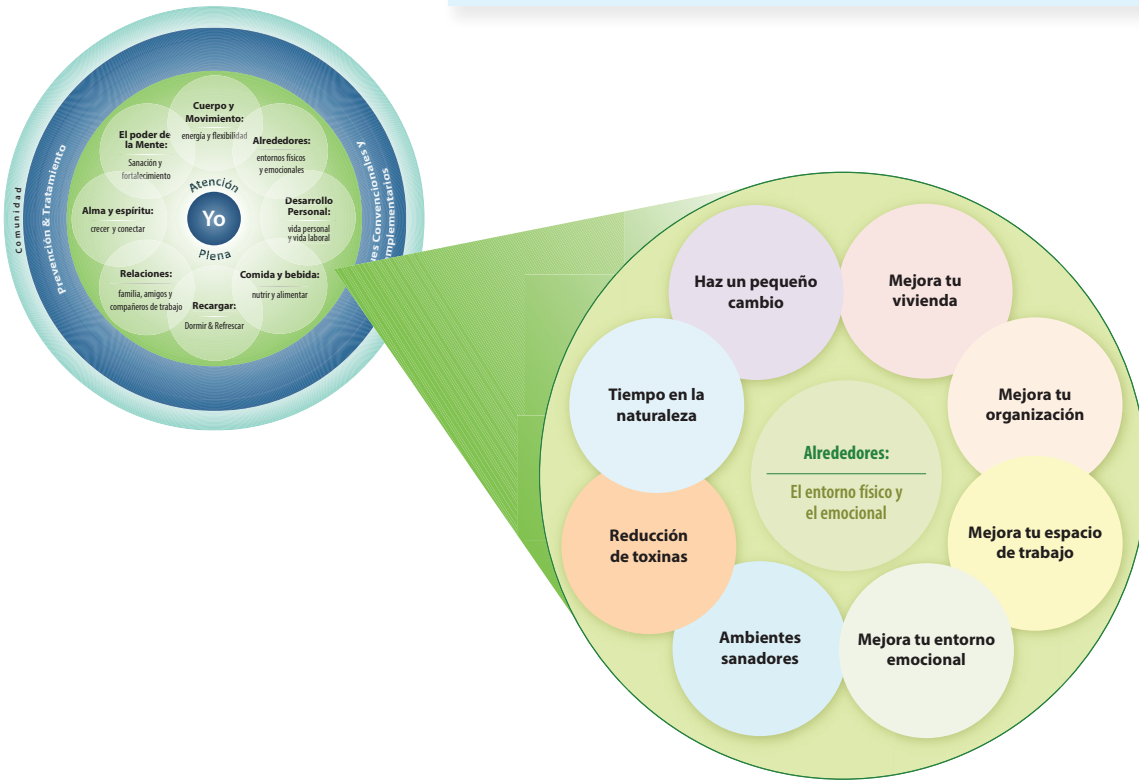 Comunidad
Prevención & Tratamiento
Convencionales y
Cuerpo y
Movimiento:
energía y flexibilidad
El poder de
la Mente:
Sanación y
fortalecimiento
Alrededores:
entornos físicos
y emocionales
Alma y espíritu:
crecer y conectar
Atención
Yo
Plena
Desarrollo
Personal:
vida personal
y vida laboral
Relaciones:
familia, amigos y
compañeros de trabajo
Recargar:
Dormir & Refrescar
Comida y bebida:
nutrir y alimentar
Haz un pequeño
cambio
Mejora tu
vivienda
Tiempo en la
naturaleza
Mejora tu
organización
Alrededores:
El entorno físico y
el emocional
Reducción
de toxinas
Mejora tu espacio
de trabajo
Ambientes
sanadores
Mejora tu entorno
emocional